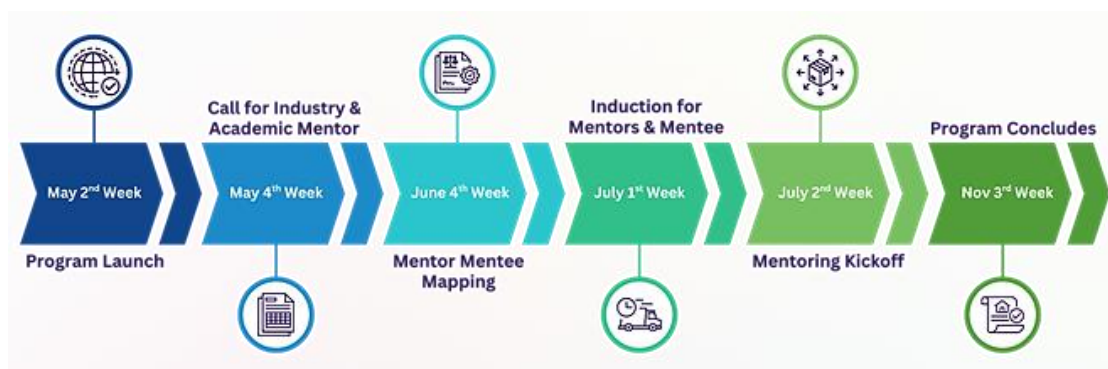 Call for Industry &
Academic Mentor
Induction for
Mentors & Mentee
Program Concludes
May 2nd Week
May 4th Week
June 4th Week
July 1st Week
July 2nd Week
Nov 3rd Week
Program Launch
Mentor Mentee
Mapping
Mentoring Kickoff